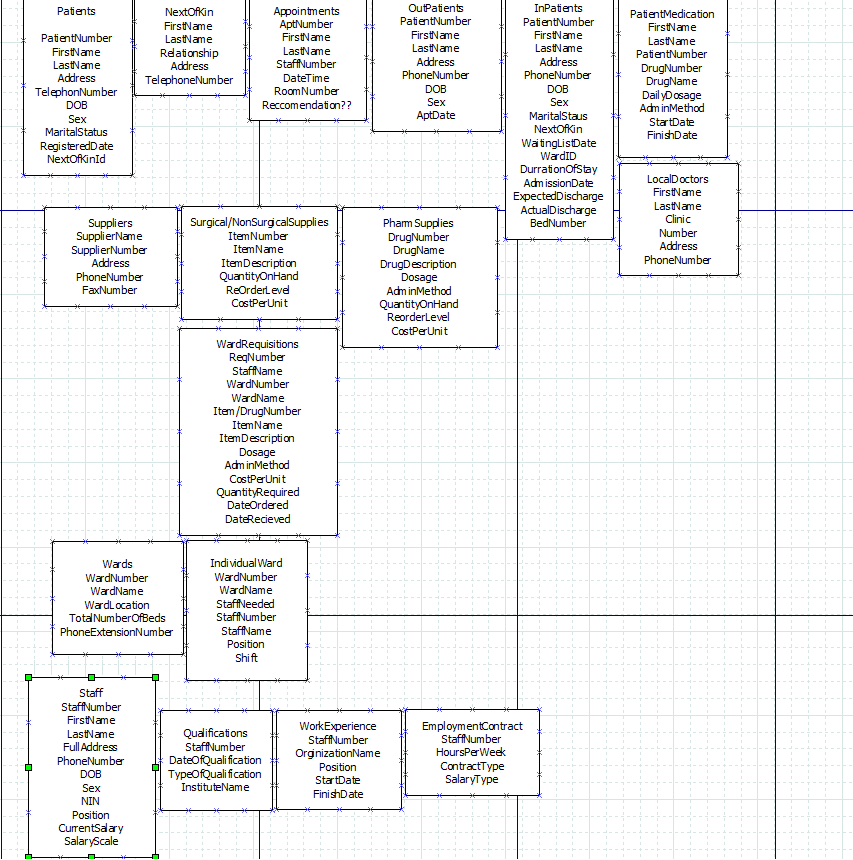 Patients
PatientNumber
FirstName
LastName
Address
TelephonNumber
DOB
Sex
MaritalStatus
RegisteredDate
NextOfKinId
NextOfKin
FirstName
LastName
Relationship
Address
TelephoneNumber
Appointments
AptNumber
FirstName
LastName
StaffNumber
DateTime
RoomNumber
Reccomendation??
OutPatients
PatientNumber
FirstName
LastName
Address
PhoneNumber
DOB
Sex
AptDate
InPatients
PatientNumber
FirstName
LastName
Address
PhoneNumber
DOB
Sex
MaritalStaus
NextOfKin
WaitingListDate
WardID
DurrationOfStay
AdmissionDate
ExpectedDischarge
ActualDischarge
BedNumber
PatientMedication
FirstName
LastName
PatientNumber
DrugNumber
DrugName
DailyDosage
AdminMethod
StartDate
FinishDate
LocalDoctors
FirstName
LastName
Clinic
Number
Address
PhoneNumber
Suppliers
SupplierName
SupplierNumber
Address
PhoneNumber
FaxNumber
Surgical/NonSurgicalSupplies
ItemNumber
ItemName
ItemDescription
QuantityOnHand
ReOrderLevel
CostPerUnit
PharmSupplies
DrugNumber
DrugName
DrugDescription
Dosage
AdminMethod
QuantityOnHand
ReorderLevel
CostPerUnit
WardRequisitions
ReqNumber
StaffName
WardNumber
WardName
Item/DrugNumber
ItemName
ItemDescription
Dosage
AdminMethod
CostPerUnit
QuantityRequired
DateOrdered
DateRecieved
Wards
WardNumber
WardName
WardLocation
TotalNumberOfBeds
PhoneExtensionNumber
IndividualWard
WardNumber
WardName
StaffNeeded
StaffNumber
StaffName
Position
Shift
Staff
StaffNumber
FirstName
LastName
FullAddress
PhoneNumber
DOB
Sex
NIN
Position
CurrentSalary
SalaryScale
Qualifications
StaffNumber
DateOfQualification
TypeOfQualification
InstituteName
WorkExperience
StaffNumber
OrginizationName
Position
StartDate
FinishDate
EmploymentContract
StaffNumber
HoursPerWeek
ContractType
SalaryType